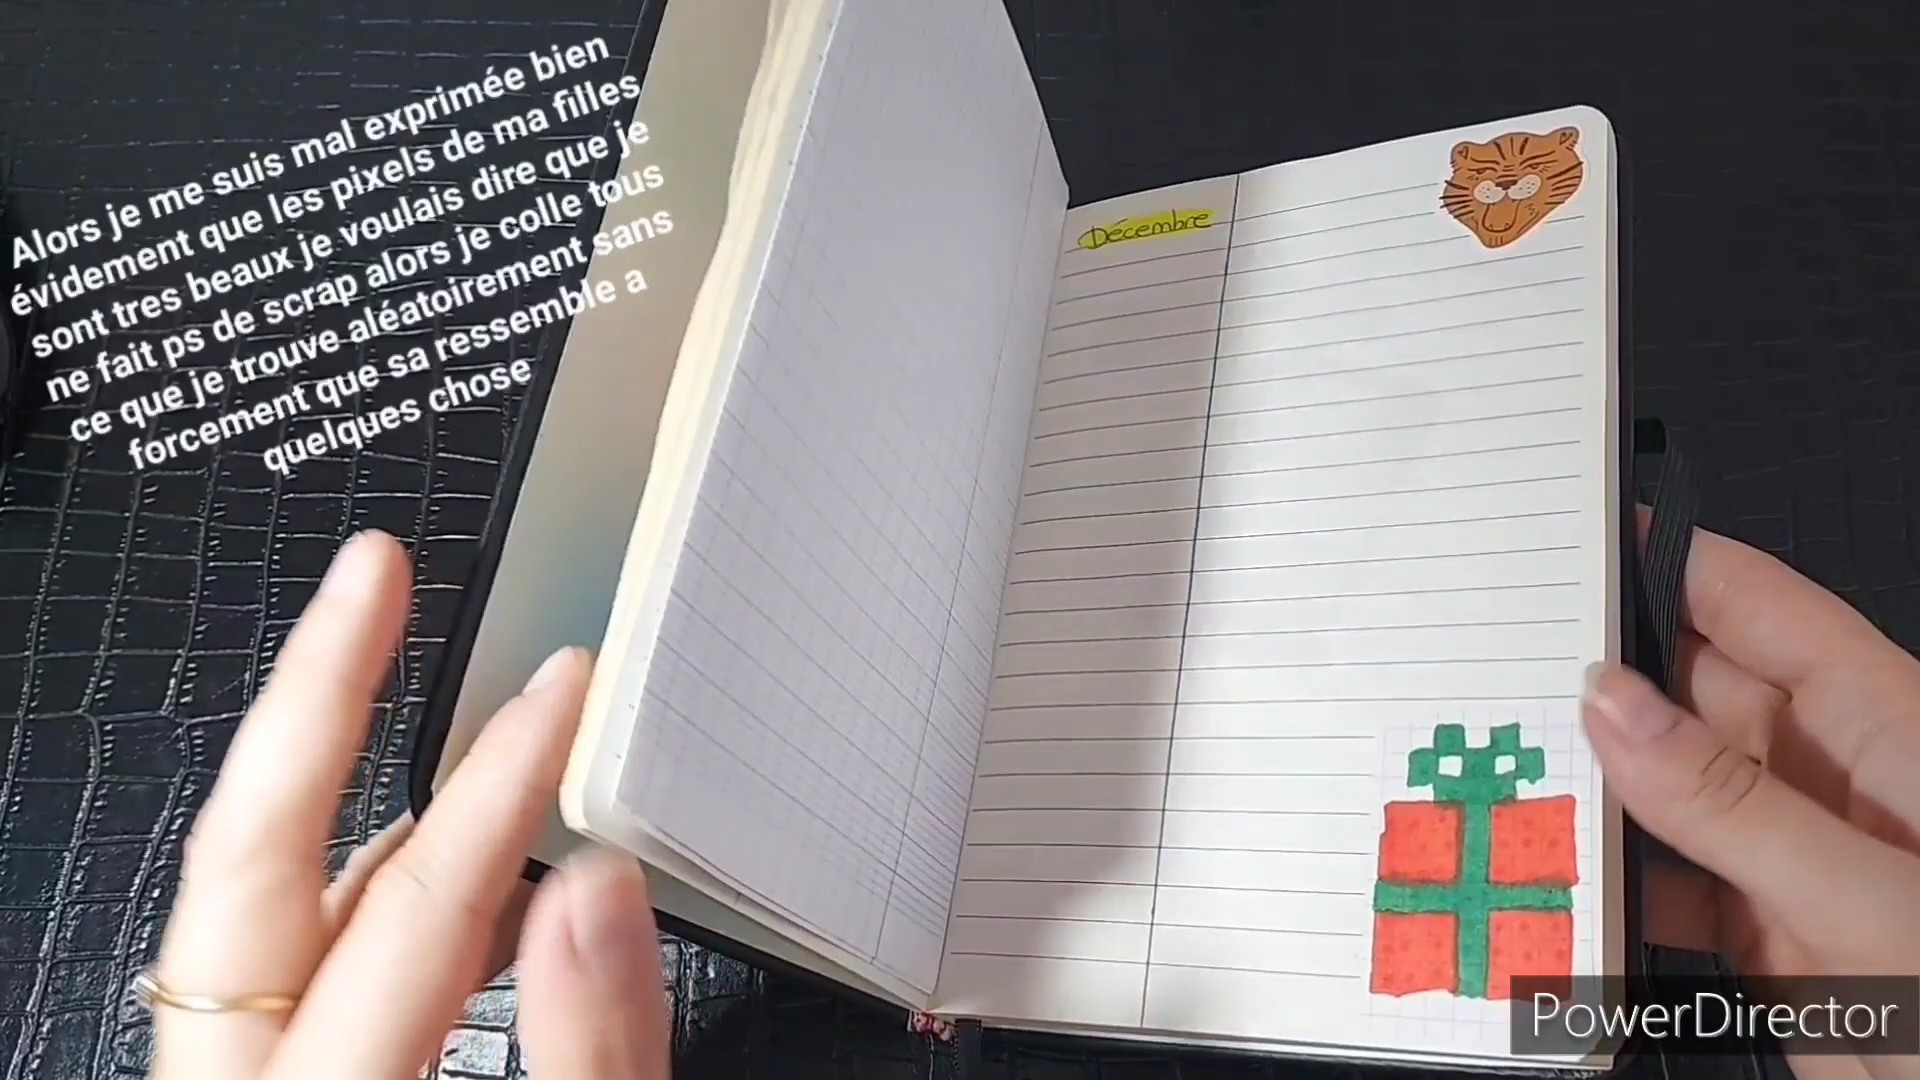 Alors je me suis mal exprimée bien
évidement que les pixels de ma filles
sont tres beaux je voulais dire que je
ne fait ps de scrap alors je colle tous
ce que je trouve aléatoirement sans
forcement que sa ressemble a
quelques chose
Décembre
PowerDirector